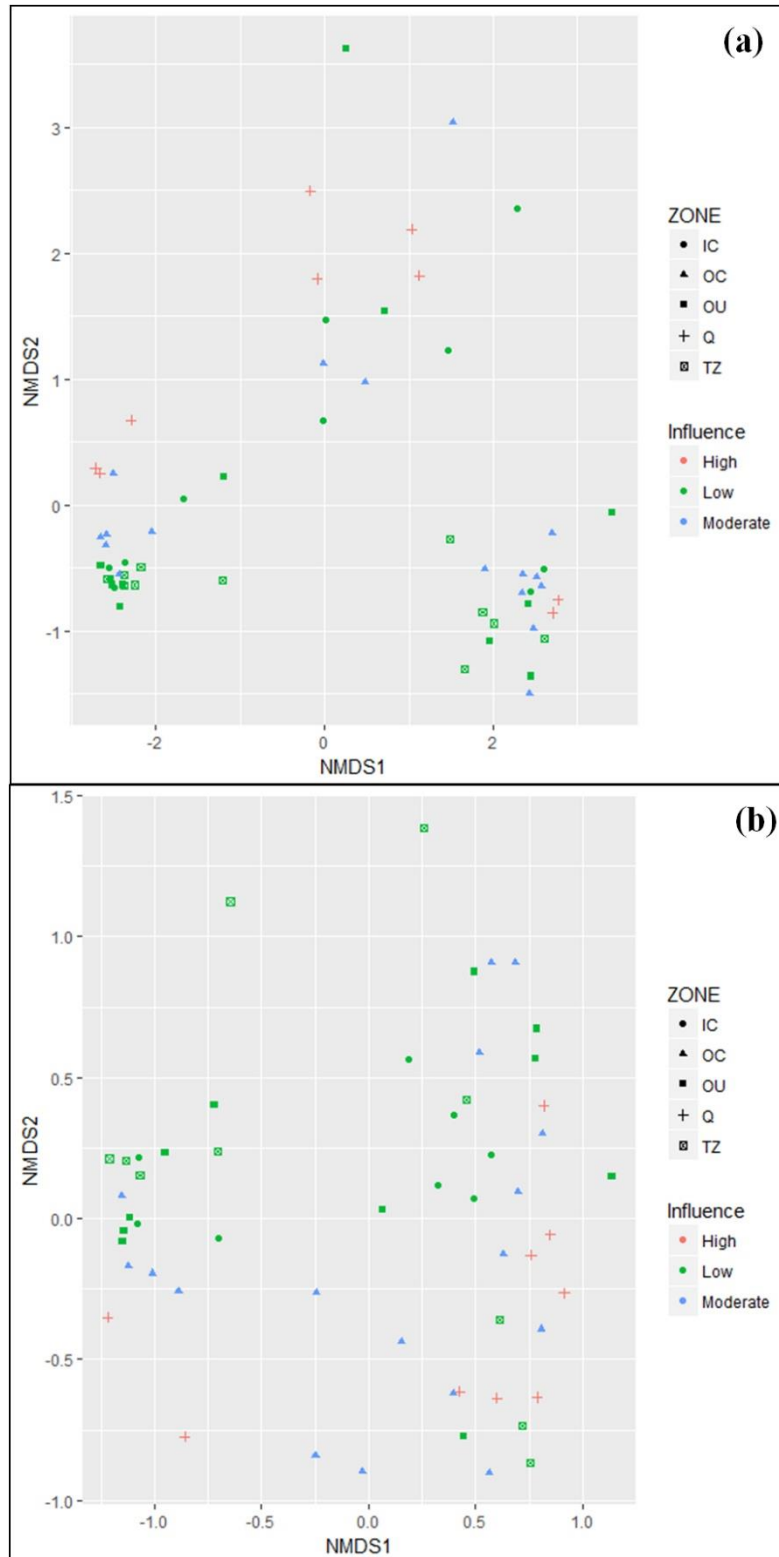 (a)
3
2
1
0
-1
NMDS2
-2
0
2
NMDS1
ZONE
IC
OC
OU
Q
TZ
Influence
High
Low
Moderate
(b)
1.5
1.0
0.5
0.0
-0.5
-1.0
NMDS2
-1.0
-0.5
0.0
0.5
1.0
NMDS1
ZONE
IC
OC
OU
Q
TZ
Influence
High
Low
Moderate